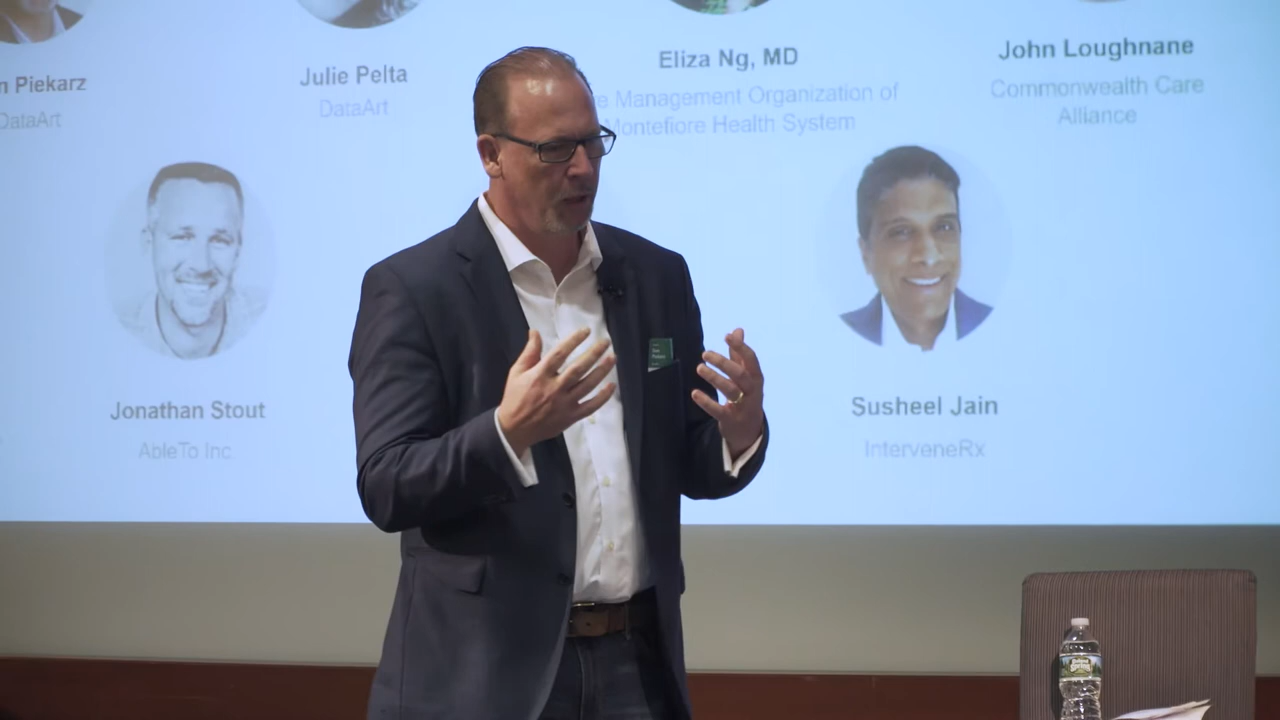 n Piekarz
DataArt
Julie Pelta
DataArt
Eliza Ng, MD
e Management Organization of
Montefiore Health System
John Loughnane
Commonwealth Care
Alliance
Jonathan Stout
AbleTo Inc
Susheel Jain
InterveneRx